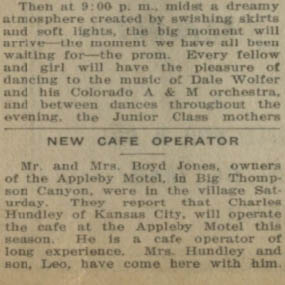 Then at 9:00 p. m., midst a dreamy
atmosphere created by swishing skirts
and soft lights, the big moment will
arrive—the moment we have all been
waiting for—the prom. Every fellow
and girl will have the pleasure of
dancing to the music of Dale Wolfer
and his Colorado A & M orchestra,
and between dances throughout the
evening, the Junior Class mothers
NEW CAFE OPERATOR
Mr. and Mrs. Boyd Jones, owners
of the Appleby Motel, in Big Thomp-
son Canyon, were in the village Sat-
urday. They report that Charles
Hundley of Kansas City, will operate
the cafe at the Appleby Motel this
season. He is a cafe operator of
long experience. Mrs. Hundley and
son, Leo, have come here with him.